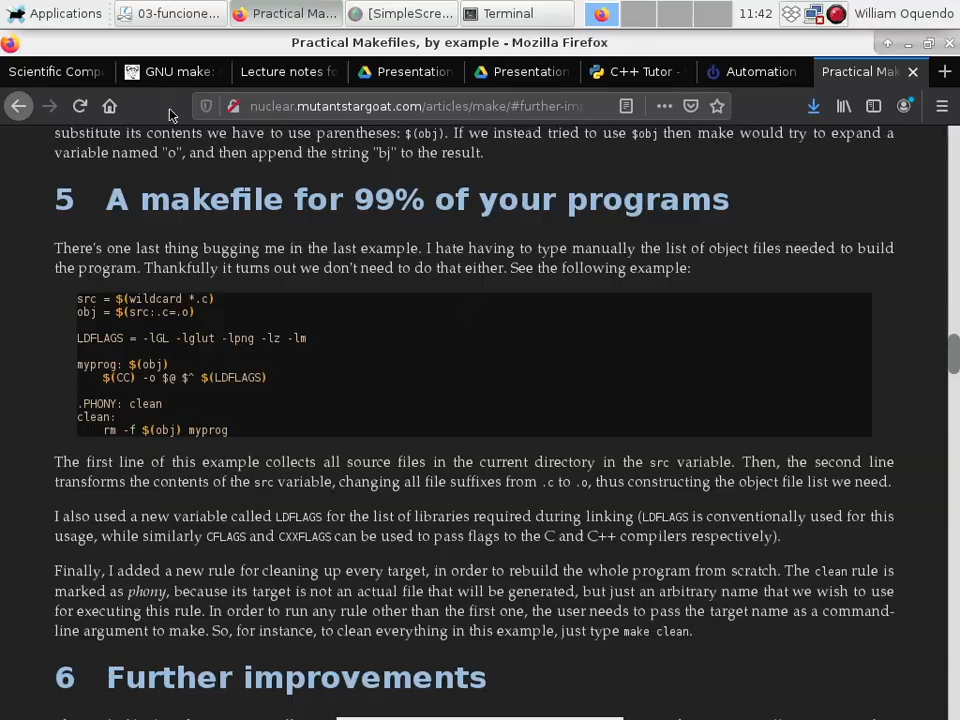 Applications 03-funcione... Practical Ma... [SimpleScre... Terminal 11:42 William Oquendo
Practical Makefiles, by example - Mozilla Firefox
Scientific Compu GNU make: Lecture notes fo Presentation Presentation C++ Tutor - Automation Practical Mak
nuclear.mutantstargoat.com/articles/make/#further-imp
substitute its contents we have to use parentheses: $(obj). If we instead tried to use $obj then make would try to expand a
variable named "o", and then append the string "bj" to the result.
5 A makefile for 99% of your programs
There's one last thing bugging me in the last example. I hate having to type manually the list of object files needed to build
the program. Thankfully it turns out we don't need to do that either. See the following example:
src = $(wildcard *.c)
obj = $(src:.c=.o)
LDFLAGS = -lGL -lglut -lpng -lz -lm
myprog: $(obj)
$(CC) -o $@ $^ $(LDFLAGS)
.PHONY: clean
clean:
rm -f $(obj) myprog
The first line of this example collects all source files in the current directory in the src variable. Then, the second line
transforms the contents of the src variable, changing all file suffixes from .c to .o, thus constructing the object file list we need.
I also used a new variable called LDFLAGS for the list of libraries required during linking (LDFLAGS is conventionally used for this
usage, while similarly CFLAGS and CXXFLAGS can be used to pass flags to the C and C++ compilers respectively).
Finally, I added a new rule for cleaning up every target, in order to rebuild the whole program from scratch. The clean rule is
marked as phony, because its target is not an actual file that will be generated, but just an arbitrary name that we wish to use
for executing this rule. In order to run any rule other than the first one, the user needs to pass the target name as a command-
line argument to make. So, for instance, to clean everything in this example, just type make clean.
6 Further improvements